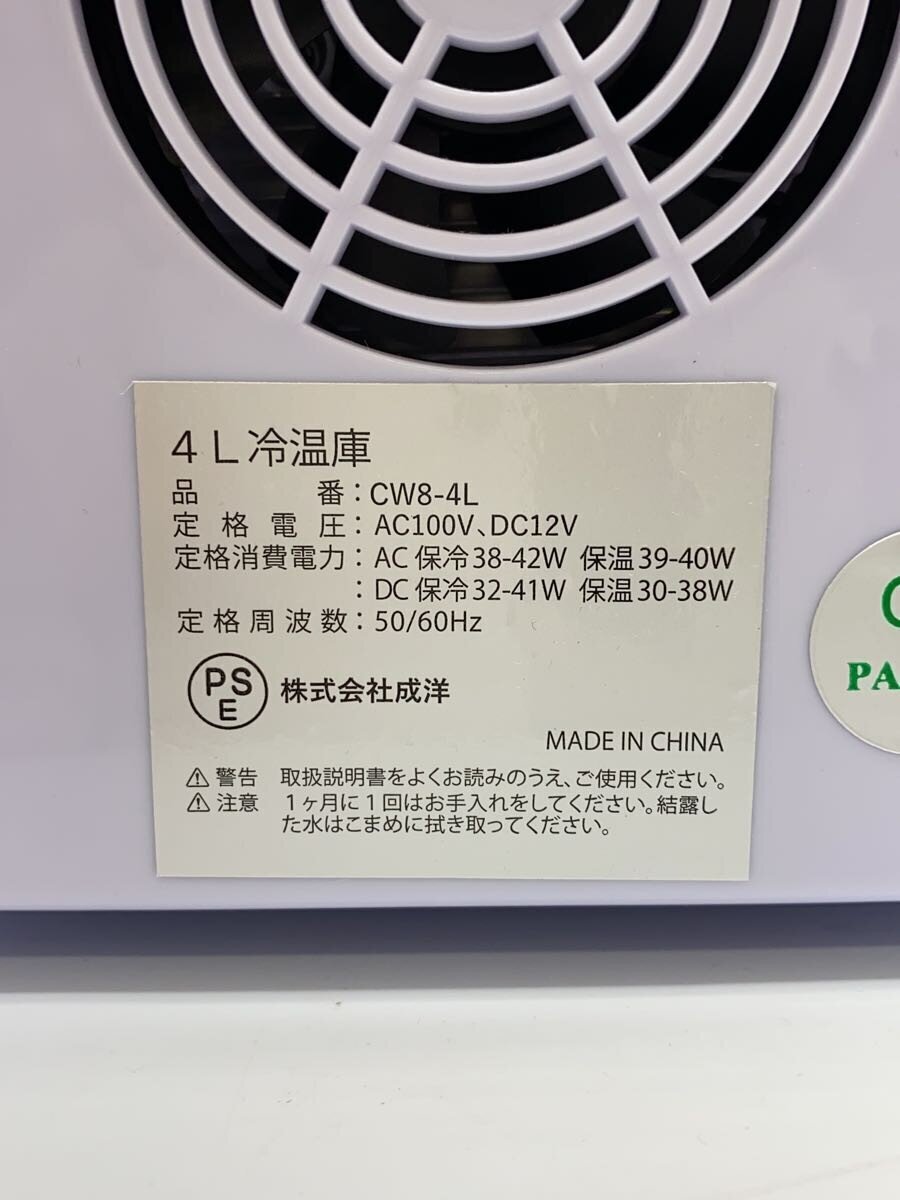 4L冷温庫
品番：CW8-4L
定格電圧：AC100V、DC12V
定格消費電力：AC 保冷38-42W 保温39-40W
：DC 保冷32-41W 保温30-38W
定格周波数：50/60Hz
PSE 株式会社成洋
MADE IN CHINA
⚠ 警告 取扱説明書をよくお読みのうえ、ご使用ください。
⚠ 注意 1ヶ月に1回はお手入れをしてください。結露し
た水はこまめに拭き取ってください。
PA